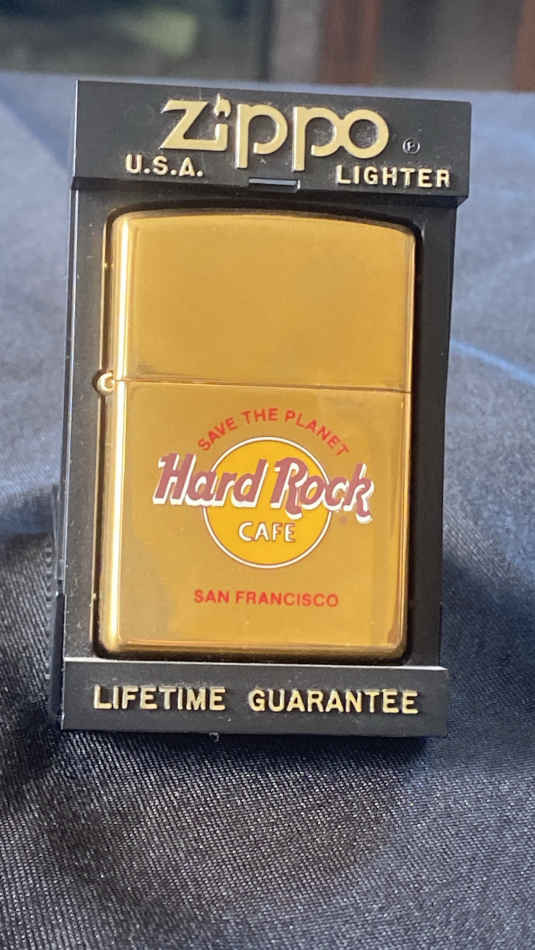 Zippo ®
U.S.A. LIGHTER
SAVE THE PLANET
Hard Rock
CAFE
SAN FRANCISCO
LIFETIME GUARANTEE